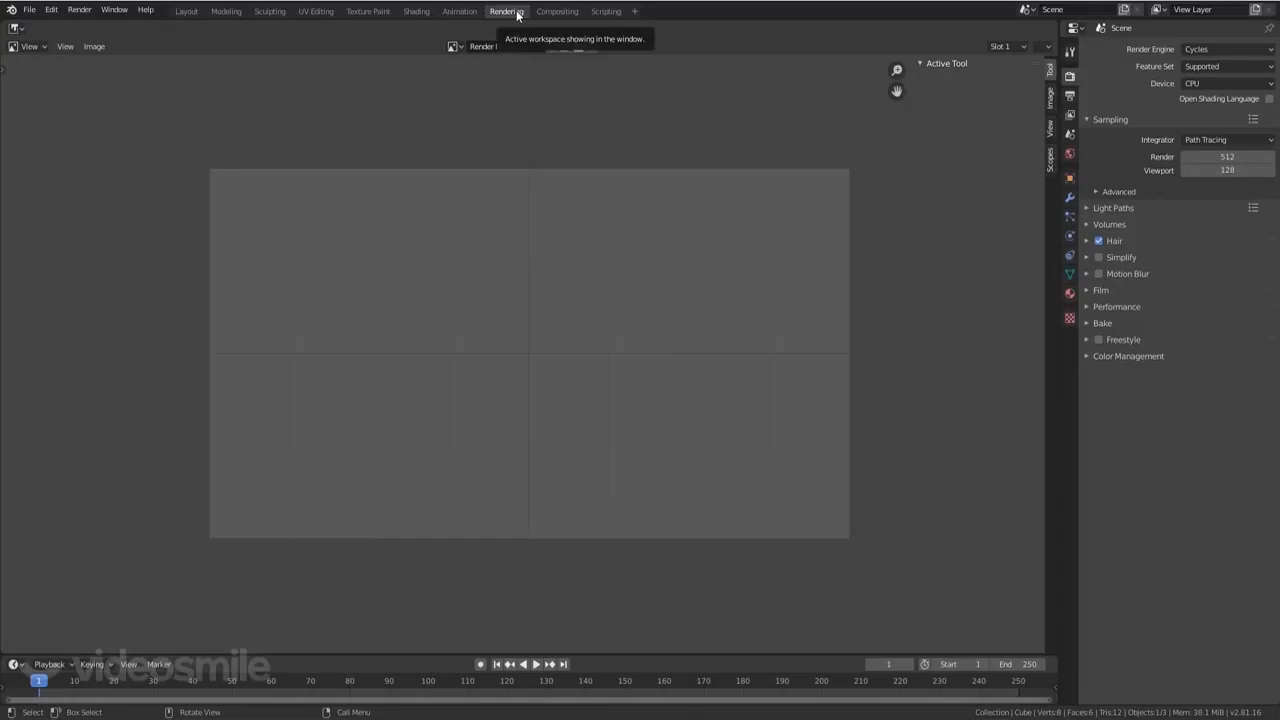 File Edit Render Window Help Layout Modeling Sculpting UV Editing Texture Paint Shading Animation Rendering Compositing Scripting + Scene View Layer
Active workspace showing in the window.
View View Image Render Slot 1
Active Tool
Tool
Image
View
Scopes
Scene
Render Engine Cycles
Feature Set Supported
Device CPU
Open Shading Language
Sampling
Integrator Path Tracing
Render 512
Viewport 128
Advanced
Light Paths
Volumes
Hair
Simplify
Motion Blur
Film
Performance
Bake
Freestyle
Color Management
videosmile
Playback Keying View Marker 1 Start 1 End 250
1 10 20 30 40 50 60 70 80 90 100 110 120 130 140 150 160 170 180 190 200 210 220 230 240 250
Select Box Select Rotate View Call Menu Collection | Cube | Verts:8 | Faces:6 | Tris:12 | Objects:1/3 | Mem: 38.1 MiB | v2.81.16